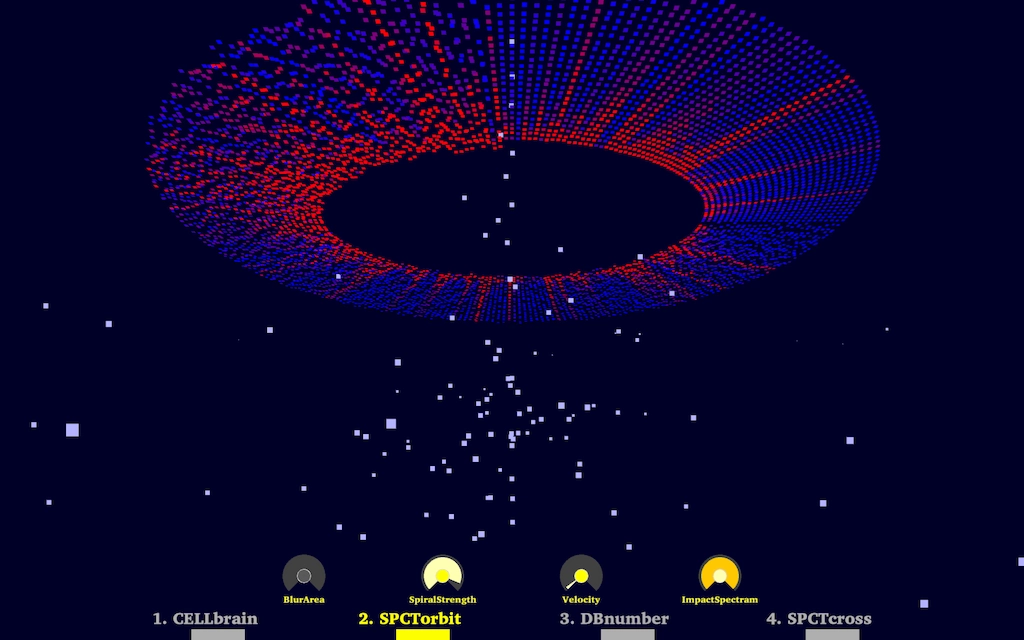 BlurArea SpiralStrength Velocity ImpactSpectram
1. CELLbrain 2. SPCTorbit 3. DBnumber 4. SPCTcross